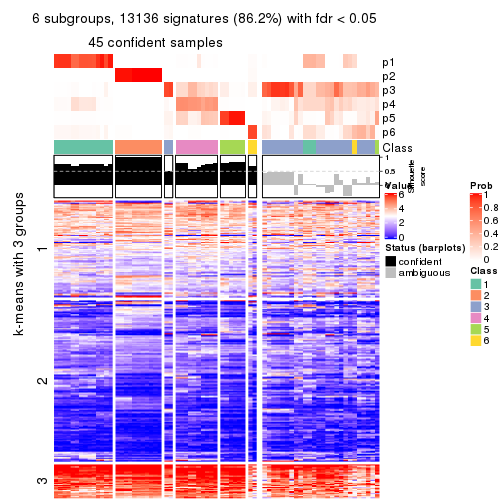 6 subgroups, 13136 signatures (86.2%) with fdr < 0.05
45 confident samples
p1
p2
p3
p4
p5
p6
Class
1
0.5
0
Silhouette
score
k-means with 3 groups
1
2
3
Value
6
4
2
0
Status (barplots)
confident
ambiguous
Prob
1
0.8
0.6
0.4
0.2
0
Class
1
2
3
4
5
6